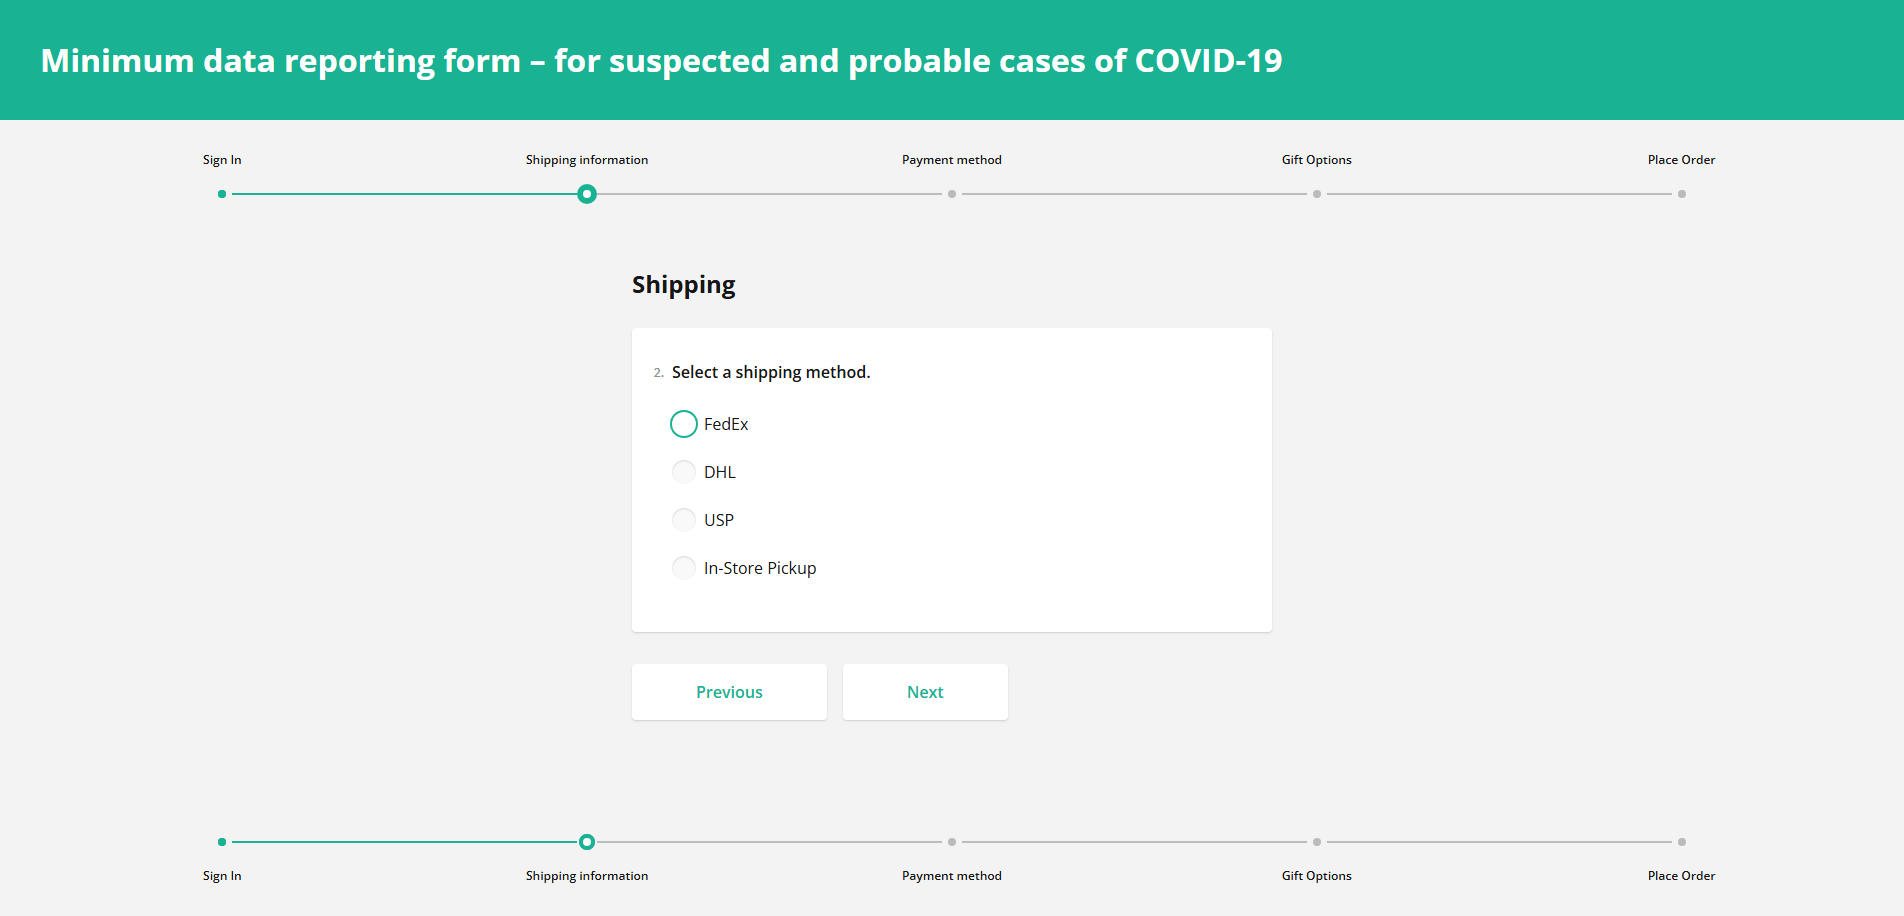 Minimum data reporting form – for suspected and probable cases of COVID-19
Sign In
Shipping information
Payment method
Gift Options
Place Order
Shipping
2. Select a shipping method.
FedEx
DHL
USP
In-Store Pickup
Previous
Next
Sign In
Shipping information
Payment method
Gift Options
Place Order